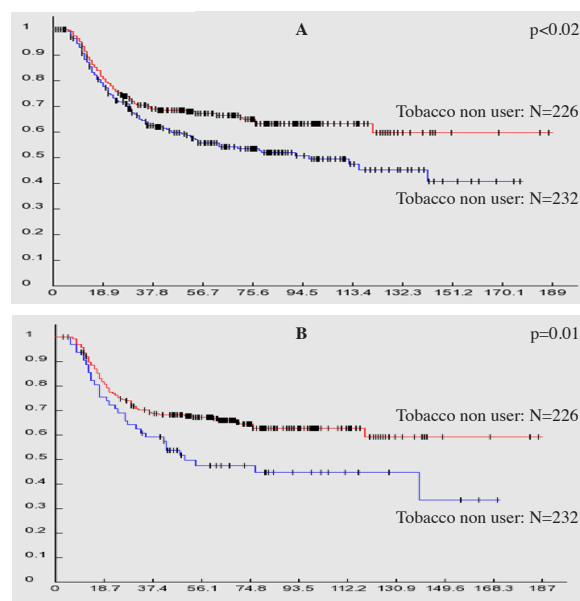 A
p<0.02
1
0.9
0.8
0.7
0.6
0.5
0.4
0.3
0.2
0.1
0
Tobacco non user: N=226
Tobacco non user: N=232
0 18.9 37.8 56.7 75.6 94.5 113.4 132.3 151.2 170.1 189
B
p=0.01
1
0.9
0.8
0.7
0.6
0.5
0.4
0.3
0.2
0.1
0
Tobacco non user: N=226
Tobacco non user: N=232
0 18.7 37.4 56.1 74.8 93.5 112.2 130.9 149.6 168.3 187